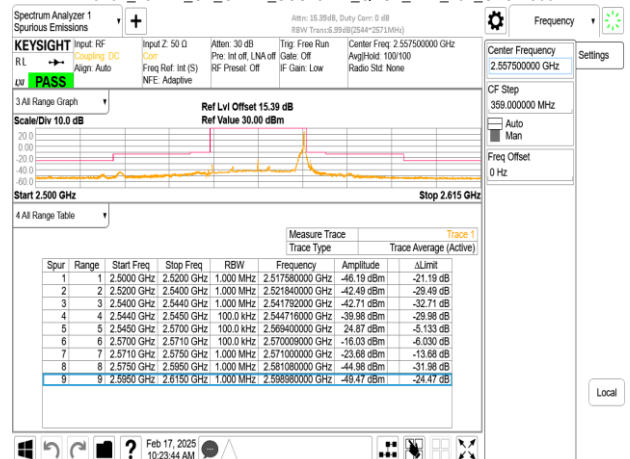 Spectrum Analyzer 1
Spurious Emissions
Attn: 15.39dB, Duty Corr: 0 dB
RBW Trans:6.99dB(2544~2571MHz)
Frequency
KEYSIGHT
RL
PASS
Input: RF
Coupling: DC
Align: Auto
Input Z: 50 Ω
Corr
Freq Ref: Int (S)
NFE: Adaptive
Atten: 30 dB
Pre: Int off, LNA off
RF Presel: Off
Trig: Free Run
Gate: Off
IF Gain: Low
Center Freq: 2.557500000 GHz
Avg|Hold: 100/100
Radio Std: None
Center Frequency
2.557500000 GHz
Settings
CF Step
359.000000 MHz
Auto
Man
Freq Offset
0 Hz
3 All Range Graph
Scale/Div 10.0 dB
Ref Lvl Offset 15.39 dB
Ref Value 30.00 dBm
20.0
0.00
-20.0
-40.0
-60.0
Start 2.500 GHz
Stop 2.615 GHz
4 All Range Table
Measure Trace Trace 1
Trace Type Trace Average (Active)
Spur Range Start Freq Stop Freq RBW Frequency Amplitude ΔLimit
1 1 2.5000 GHz 2.5200 GHz 1.000 MHz 2.517580000 GHz -46.19 dBm -21.19 dB
2 2 2.5200 GHz 2.5400 GHz 1.000 MHz 2.521840000 GHz -42.49 dBm -29.49 dB
3 3 2.5400 GHz 2.5440 GHz 1.000 MHz 2.541792000 GHz -42.71 dBm -32.71 dB
4 4 2.5440 GHz 2.5450 GHz 100.0 kHz 2.544716000 GHz -39.98 dBm -29.98 dB
5 5 2.5450 GHz 2.5700 GHz 100.0 kHz 2.569400000 GHz 24.87 dBm -5.133 dB
6 6 2.5700 GHz 2.5710 GHz 100.0 kHz 2.570009000 GHz -16.03 dBm -6.030 dB
7 7 2.5710 GHz 2.5750 GHz 1.000 MHz 2.571000000 GHz -23.68 dBm -13.68 dB
8 8 2.5750 GHz 2.5950 GHz 1.000 MHz 2.581080000 GHz -44.98 dBm -31.98 dB
9 9 2.5950 GHz 2.6150 GHz 1.000 MHz 2.598980000 GHz -49.47 dBm -24.47 dB
Local
Feb 17, 2025
10:23:44 AM